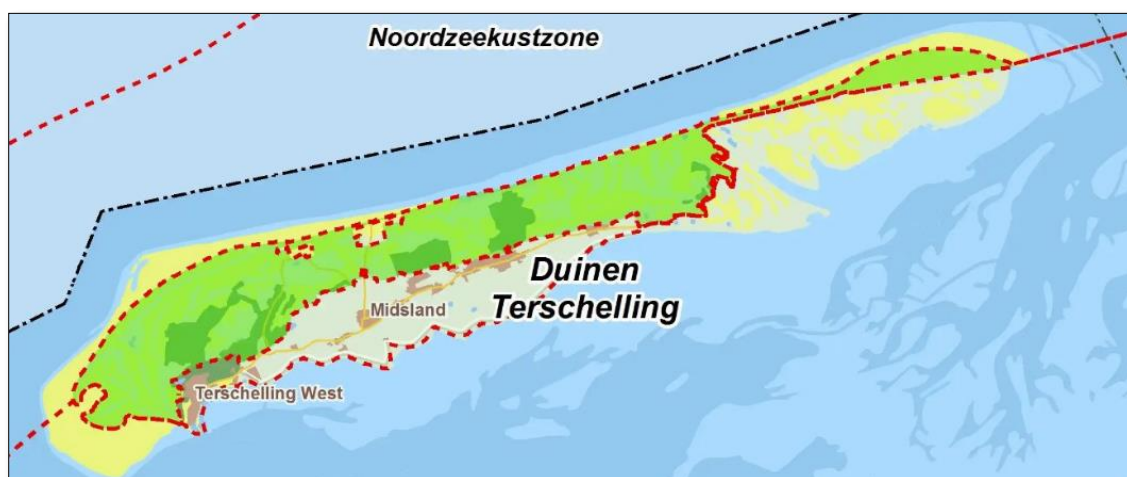 Noordzeekustzone
Duinen
Terschelling
Midsland
Terschelling West